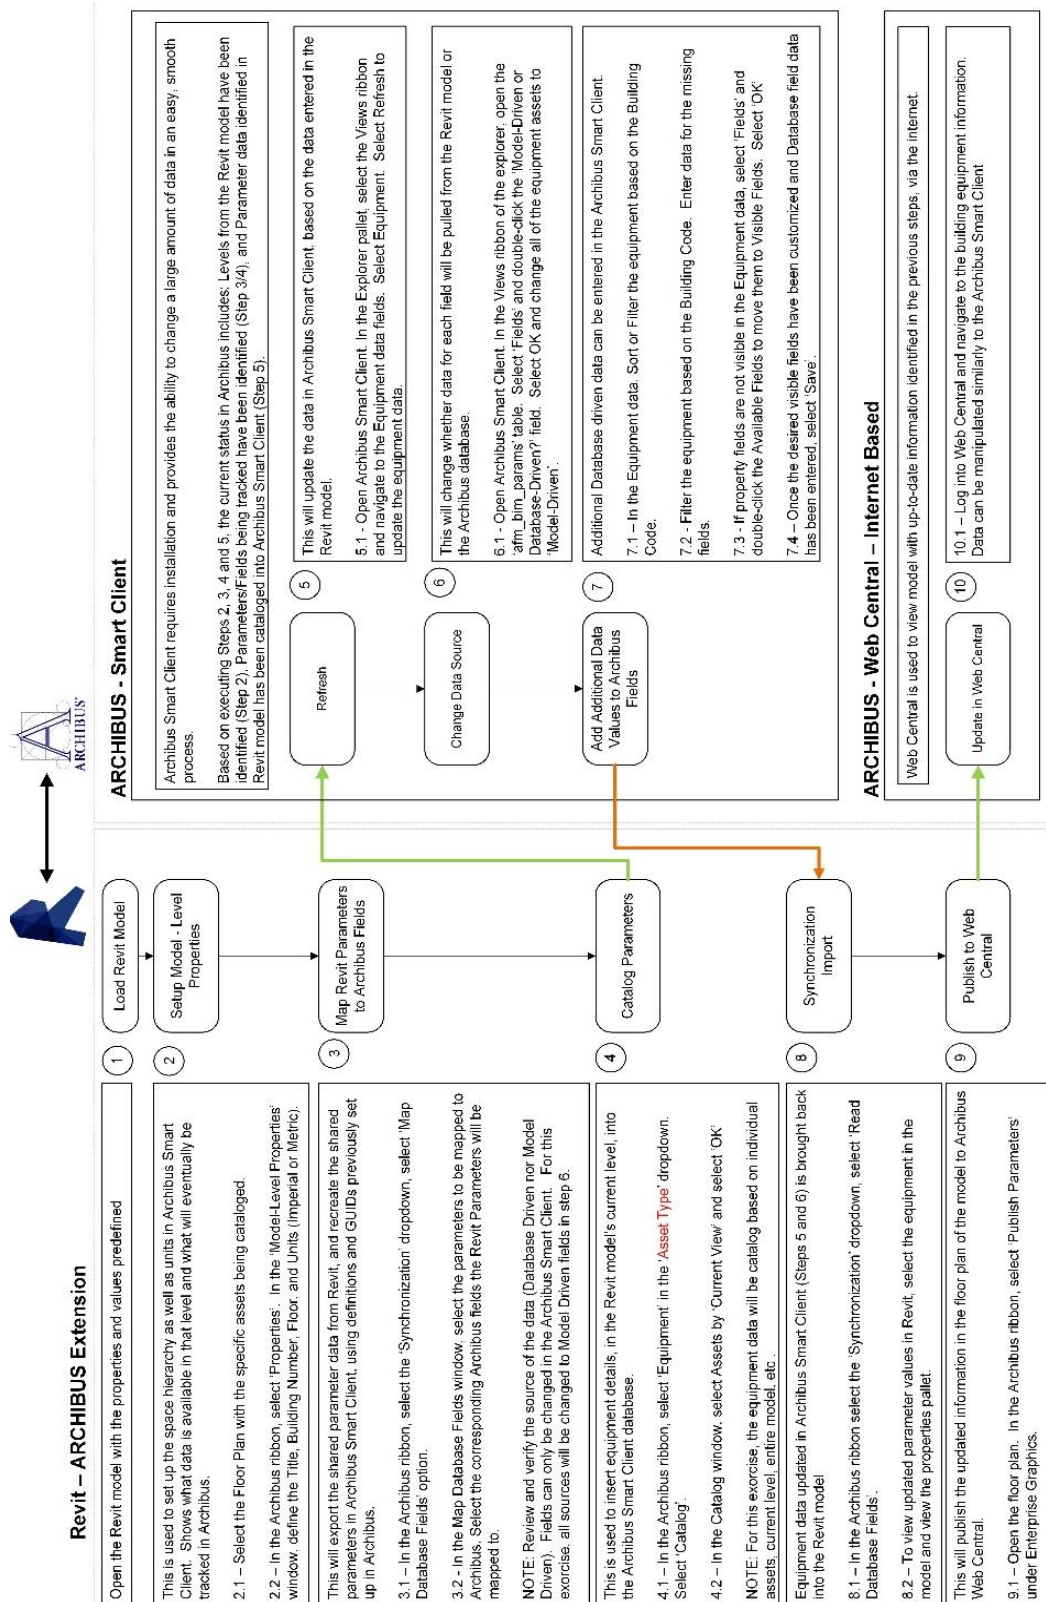 Revit – ARCHIBUS Extension
Open the Revit model with the properties and values predefined
1
Load Revit Model
This used to set up the space hierarchy as well as units in Archibus Smart
Client. Shows what data is available in that level and what will eventually be
tracked in Archibus.
2.1 – Select the Floor Plan with the specific assets being cataloged.
2.2 – In the Archibus ribbon, select 'Properties'. In the 'Model-Level Properties'
window, define the Title, Building Number, Floor, and Units (Imperial or Metric).
2
Setup Model - Level
Properties
This will export the shared parameter data from Revit, and recreate the shared
parameters in Archibus Smart Client, using definitions and GUIDs previously set
up in Archibus.
3.1 – In the Archibus ribbon, select the 'Synchronization' dropdown, select 'Map
Database Fields' option.
3.2 - In the Map Database Fields window, select the parameters to be mapped to
Archibus. Select the corresponding Archibus fields the Revit Parameters will be
mapped to.
NOTE: Review and verify the source of the data (Database Driven nor Model
Driven). Fields can only be changed in the Archibus Smart Client. For this
exercise, all sources will be changed to Model Driven fields in step 6.
3
Map Revit Parameters
to Archibus Fields
This is used to insert equipment details, in the Revit model's current level, into
the Archibus Smart Client database.
4.1 – In the Archibus ribbon, select 'Equipment' in the 'Asset Type' dropdown.
Select 'Catalog'.
4.2 – In the Catalog window, select Assets by 'Current View' and select 'OK'
NOTE: For this exercise, the equipment data will be catalog based on individual
assets, current level, entire model, etc .
4
Catalog Parameters
Equipment data updated in Archibus Smart Client (Steps 5 and 6) is brought back
into the Revit model
8.1 – In the Archibus ribbon select the 'Synchronization' dropdown, select 'Read
Database Fields'.
8.2 – To view updated parameter values in Revit, select the equipment in the
model and view the properties pallet.
8
Synchronization
Import
This will publish the updated information in the floor plan of the model to Archibus
Web Central.
9.1 – Open the floor plan. In the Archibus ribbon, select 'Publish Parameters'
under Enterprise Graphics.
9
Publish to Web
Central
ARCHIBUS
ARCHIBUS - Smart Client
Archibus Smart Client requires installation and provides the ability to change a large amount of data in an easy, smooth
process.
Based on executing Steps 2, 3, 4 and 5, the current status in Archibus includes: Levels from the Revit model have been
identified (Step 2), Parameters/Fields being tracked have been identified (Step 3/4), and Parameter data identified in
Revit model has been cataloged into Archibus Smart Client (Step 5).
Refresh
5
This will update the data in Archibus Smart Client, based on the data entered in the
Revit model.
5.1 - Open Archibus Smart Client. In the Explorer pallet, select the Views ribbon
and navigate to the Equipment data fields. Select Equipment. Select Refresh to
update the equipment data.
Change Data Source
6
This will change whether data for each field will be pulled from the Revit model or
the Archibus database.
6.1 - Open Archibus Smart Client. In the Views ribbon of the explorer, open the
'afm_bim_params' table. Select 'Fields' and double-click the 'Model-Driven or
Database-Driven?' field. Select OK and change all of the equipment assets to
'Model-Driven'.
Add Additional Data
Values to Archibus
Fields
7
Additional Database driven data can be entered in the Archibus Smart Client.
7.1 – In the Equipment data. Sort or Filter the equipment based on the Building
Code.
7.2 - Filter the equipment based on the Building Code. Enter data for the missing
fields.
7.3 - If property fields are not visible in the Equipment data, select 'Fields' and
double-click the Available Fields to move them to Visible Fields. Select 'OK'
7.4 – Once the desired visible fields have been customized and Database field data
has been entered, select 'Save'.
ARCHIBUS - Web Central – Internet Based
Web Central is used to view model with up-to-date information identified in the previous steps, via the internet.
Update in Web Central
10
10.1 – Log into Web Central and navigate to the building equipment information.
Data can be manipulated similarly to the Archibus Smart Client